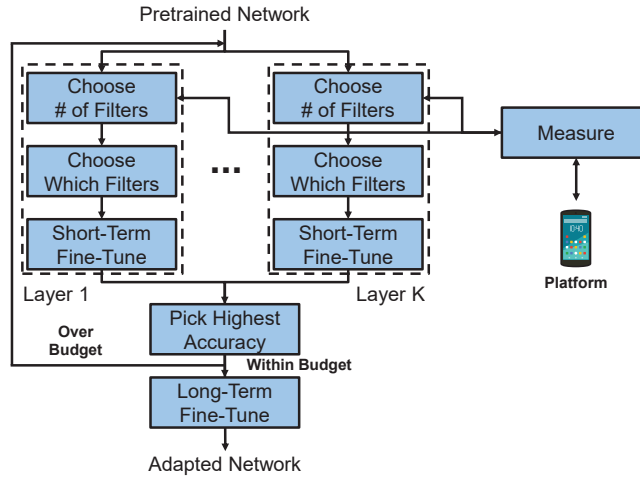 Pretrained Network
Choose
# of Filters
Choose
Which Filters
Short-Term
Fine-Tune
Layer 1
...
Choose
# of Filters
Choose
Which Filters
Short-Term
Fine-Tune
Layer K
Measure
10:40
Platform
Pick Highest
Accuracy
Over
Budget
Within Budget
Long-Term
Fine-Tune
Adapted Network